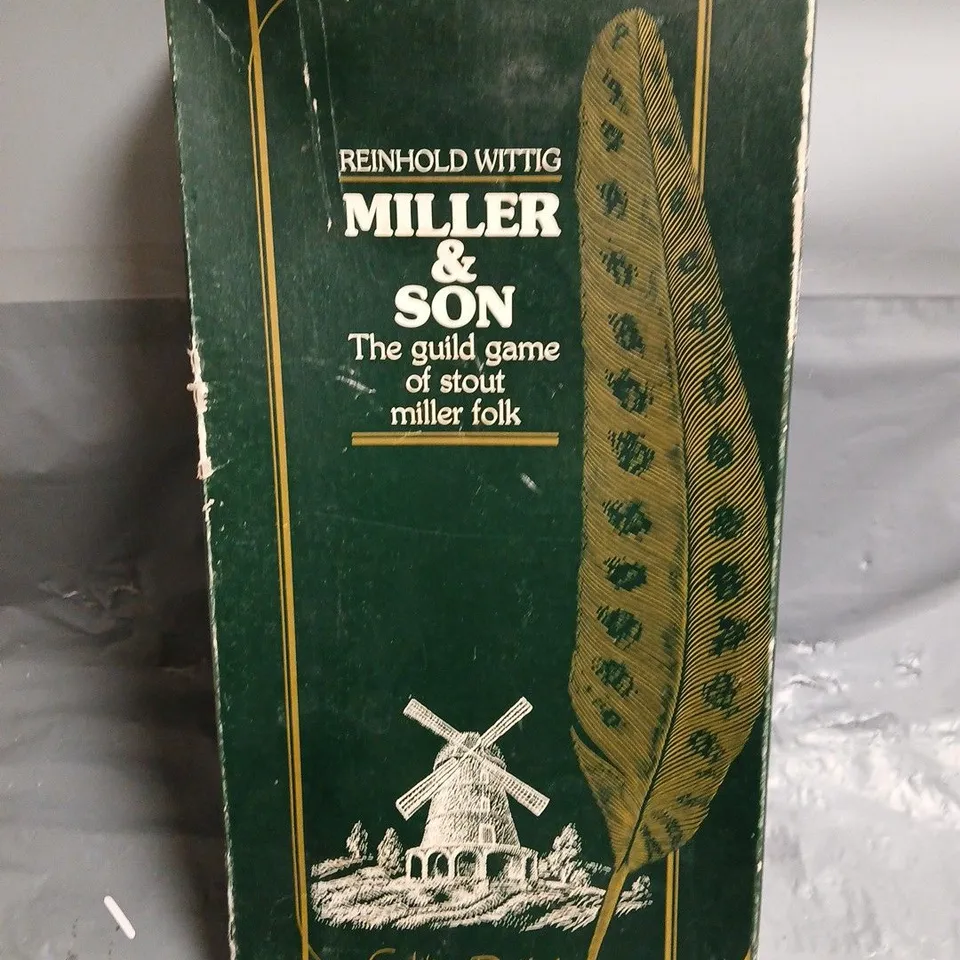 REINHOLD WITTIG
MILLER
&
SON
The guild game
of stout
miller folk